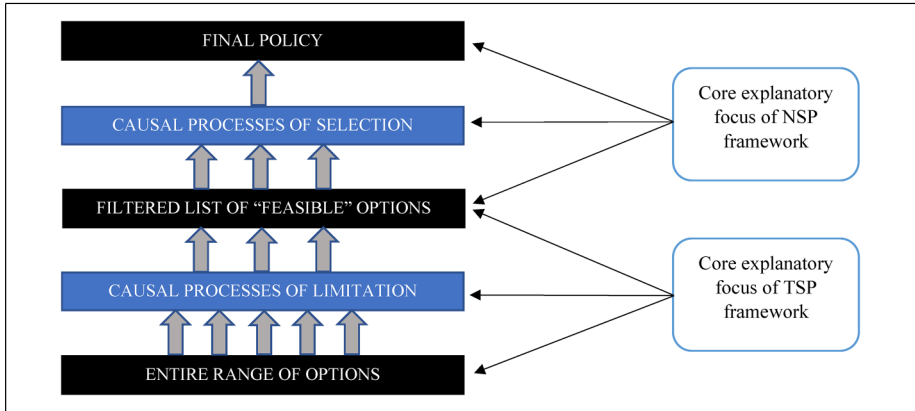 FINAL POLICY
CAUSAL PROCESSES OF SELECTION
FILTERED LIST OF “FEASIBLE” OPTIONS
CAUSAL PROCESSES OF LIMITATION
ENTIRE RANGE OF OPTIONS
Core explanatory
focus of NSP
framework
Core explanatory
focus of TSP
framework